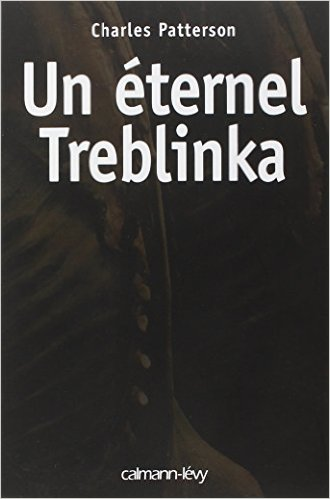 Charles Patterson
Un éternel
Treblinka
calmann-lévy